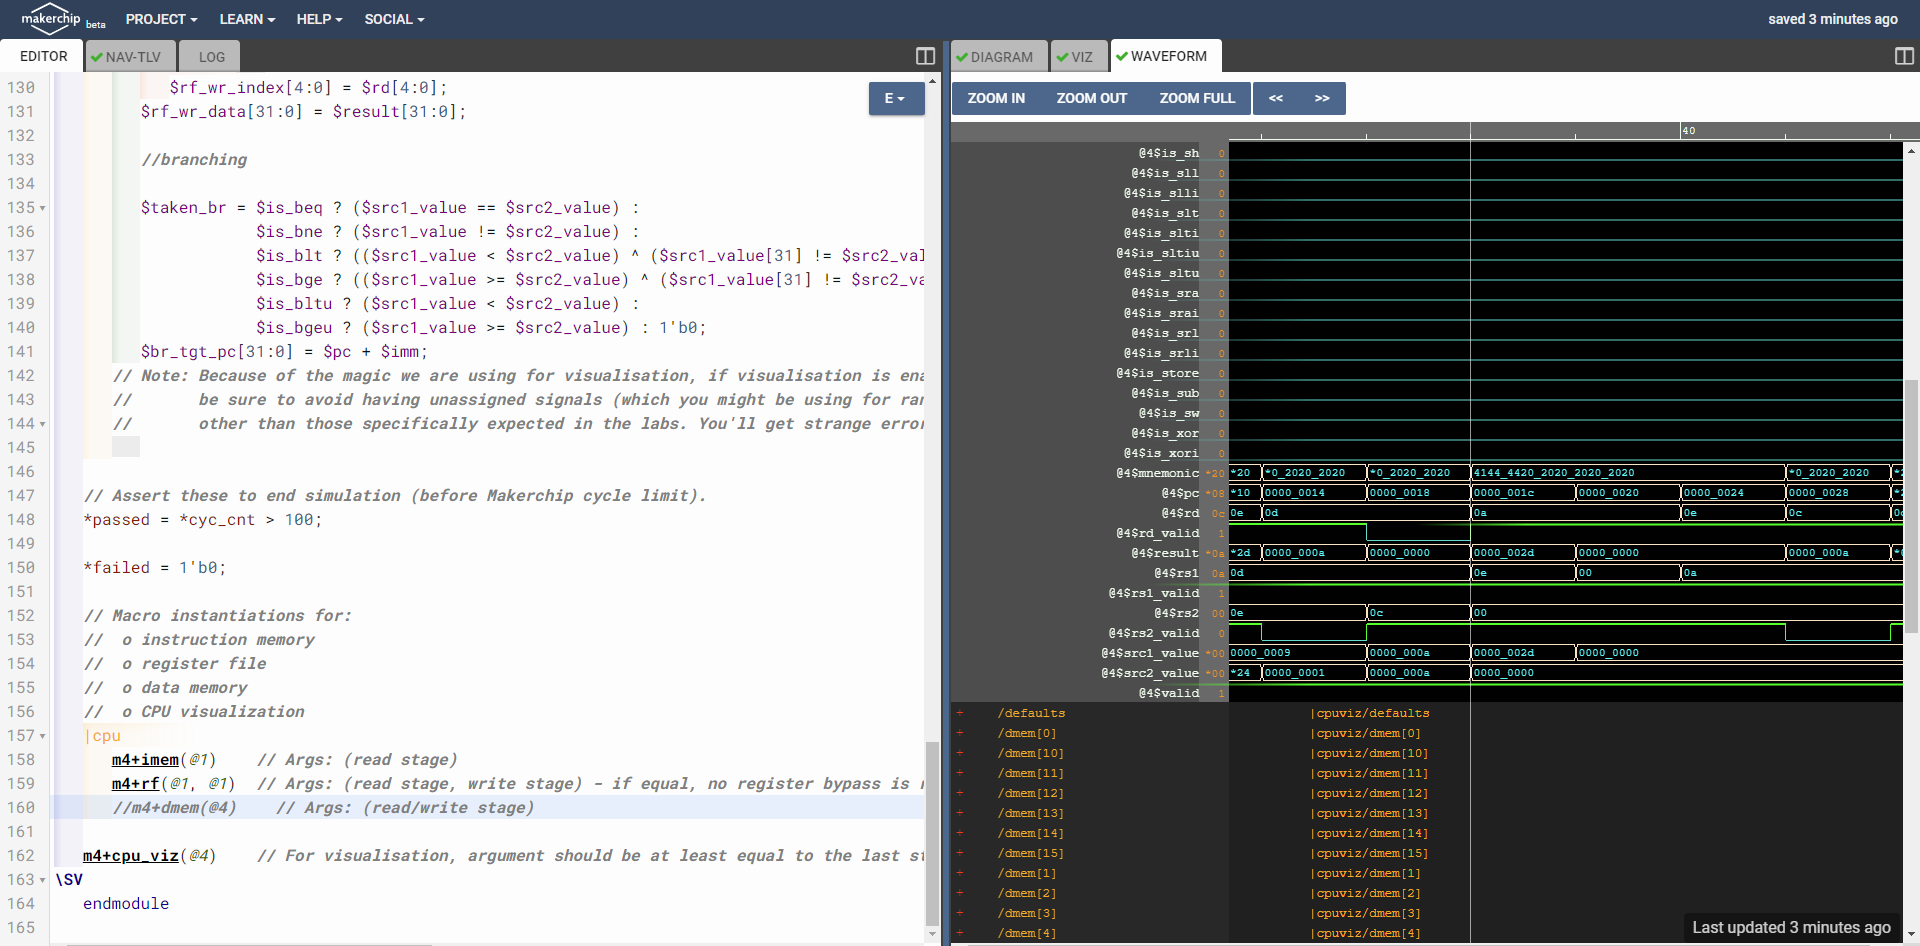 makerchip beta PROJECT LEARN HELP SOCIAL saved 3 minutes ago
EDITOR NAV-TLV LOG
130 $rf_wr_index[4:0] = $rd[4:0];
131 $rf_wr_data[31:0] = $result[31:0];
132
133 //branching
134
135 $taken_br = $is_beq ? ($src1_value == $src2_value) :
136 $is_bne ? ($src1_value != $src2_value) :
137 $is_blt ? (($src1_value < $src2_value) ^ ($src1_value[31] != $src2_val
138 $is_bge ? (($src1_value >= $src2_value) ^ ($src1_value[31] != $src2_va
139 $is_bltu ? ($src1_value < $src2_value) :
140 $is_bgeu ? ($src1_value >= $src2_value) : 1'b0;
141 $br_tgt_pc[31:0] = $pc + $imm;
142 // Note: Because of the magic we are using for visualisation, if visualisation is ena
143 // be sure to avoid having unassigned signals (which you might be using for ran
144 // other than those specifically expected in the labs. You'll get strange error
145
146
147 // Assert these to end simulation (before Makerchip cycle limit).
148 *passed = *cyc_cnt > 100;
149
150 *failed = 1'b0;
151
152 // Macro instantiations for:
153 // o instruction memory
154 // o register file
155 // o data memory
156 // o CPU visualization
157 |cpu
158 m4+imem(@1) // Args: (read stage)
159 m4+rf(@1, @1) // Args: (read stage, write stage) - if equal, no register bypass is r
160 //m4+dmem(@4) // Args: (read/write stage)
161
162 m4+cpu_viz(@4) // For visualisation, argument should be at least equal to the last st
163 \SV
164 endmodule
165
E
DIAGRAM VIZ WAVEFORM
ZOOM IN ZOOM OUT ZOOM FULL << >>
40
@4$is_sh 0
@4$is_sll 0
@4$is_slli 0
@4$is_slt 0
@4$is_slti 0
@4$is_sltiu 0
@4$is_sltu 0
@4$is_sra 0
@4$is_srai 0
@4$is_srl 0
@4$is_srli 0
@4$is_store 0
@4$is_sub 0
@4$is_sw 0
@4$is_xor 0
@4$is_xori 0
@4$mnemonic *20 *20 *0_2020_2020 *0_2020_2020 4144_4420_2020_2020_2020 *0_2020_2020
@4$pc *08 *10 0000_0014 0000_0018 0000_001c 0000_0020 0000_0024 0000_0028
@4$rd 0c 0e 0d 0a 0e 0c
@4$rd_valid 1
@4$result *0a *2d 0000_000a 0000_0000 0000_002d 0000_0000 0000_000a
@4$rs1 0a 0d 0e 00 0a
@4$rs1_valid 1
@4$rs2 00 0e 0c 00
@4$rs2_valid 0
@4$src1_value *00 0000_0009 0000_000a 0000_002d 0000_0000
@4$src2_value *00 *24 0000_0001 0000_000a 0000_0000
@4$valid 1
+ /defaults |cpuviz/defaults
+ /dmem[0] |cpuviz/dmem[0]
+ /dmem[10] |cpuviz/dmem[10]
+ /dmem[11] |cpuviz/dmem[11]
+ /dmem[12] |cpuviz/dmem[12]
+ /dmem[13] |cpuviz/dmem[13]
+ /dmem[14] |cpuviz/dmem[14]
+ /dmem[15] |cpuviz/dmem[15]
+ /dmem[1] |cpuviz/dmem[1]
+ /dmem[2] |cpuviz/dmem[2]
+ /dmem[3] |cpuviz/dmem[3]
+ /dmem[4] |cpuviz/dmem[4]
Last updated 3 minutes ago